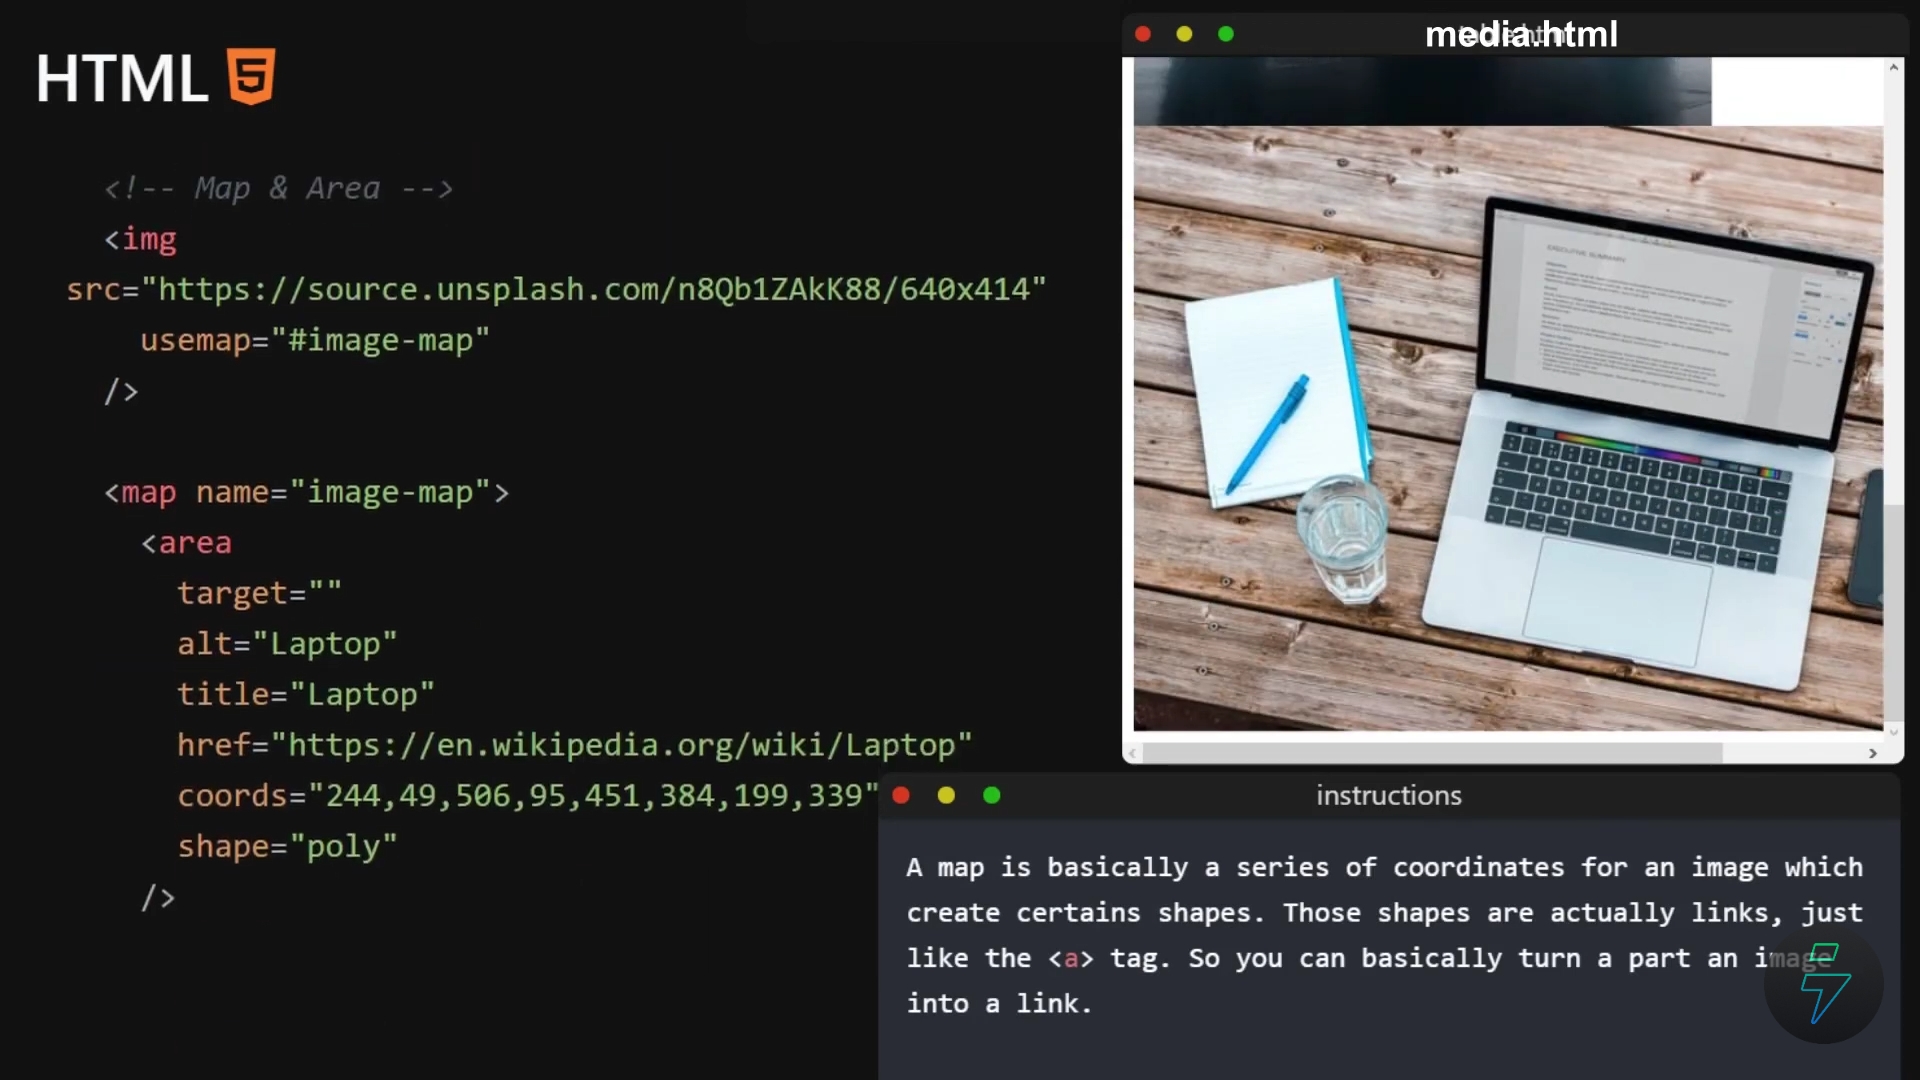 HTML 5
<!-- Map & Area -->
<img
src="https://source.unsplash.com/n8Qb1ZAkK88/640x414"
usemap="#image-map"
/>
<map name="image-map">
<area
target=""
alt="Laptop"
title="Laptop"
href="https://en.wikipedia.org/wiki/Laptop"
coords="244,49,506,95,451,384,199,339"
shape="poly"
/>
media.html
EXECUTIVE SUMMARY
instructions
A map is basically a series of coordinates for an image which
create certains shapes. Those shapes are actually links, just
like the <a> tag. So you can basically turn a part an image
into a link.